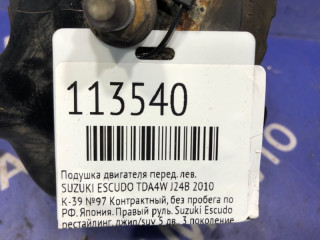 113540
Подушка двигателя перед. лев.
SUZUKI ESCUDO TDA4W J24B 2010
К-39 №97 Контрактный, без пробега по
РФ. Япония. Правый руль. Suzuki Escudo
рестайлинг, джип/suv 5 дв., 3 поколение